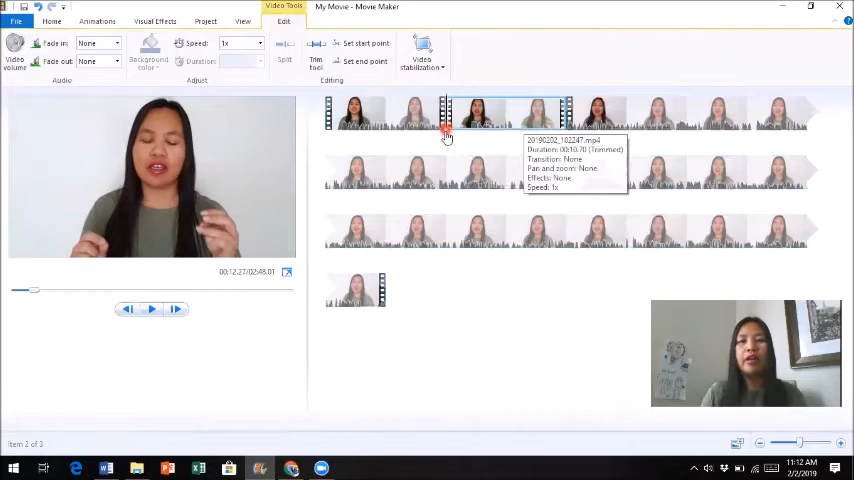 Video Tools
My Movie - Movie Maker
File
Home
Animations
Visual Effects
Project
View
Edit
Video volume
Fade in: None
Fade out: None
Audio
Background color
Speed: 1x
Duration:
Adjust
Split
Trim tool
Set start point
Set end point
Editing
Video stabilization
20190202_102247.mp4
Duration: 00:10.70 (Trimmed)
Transition: None
Pan and zoom: None
Effects: None
Speed: 1x
00:12.27/02:48.01
Item 2 of 3
11:12 AM
2/2/2019